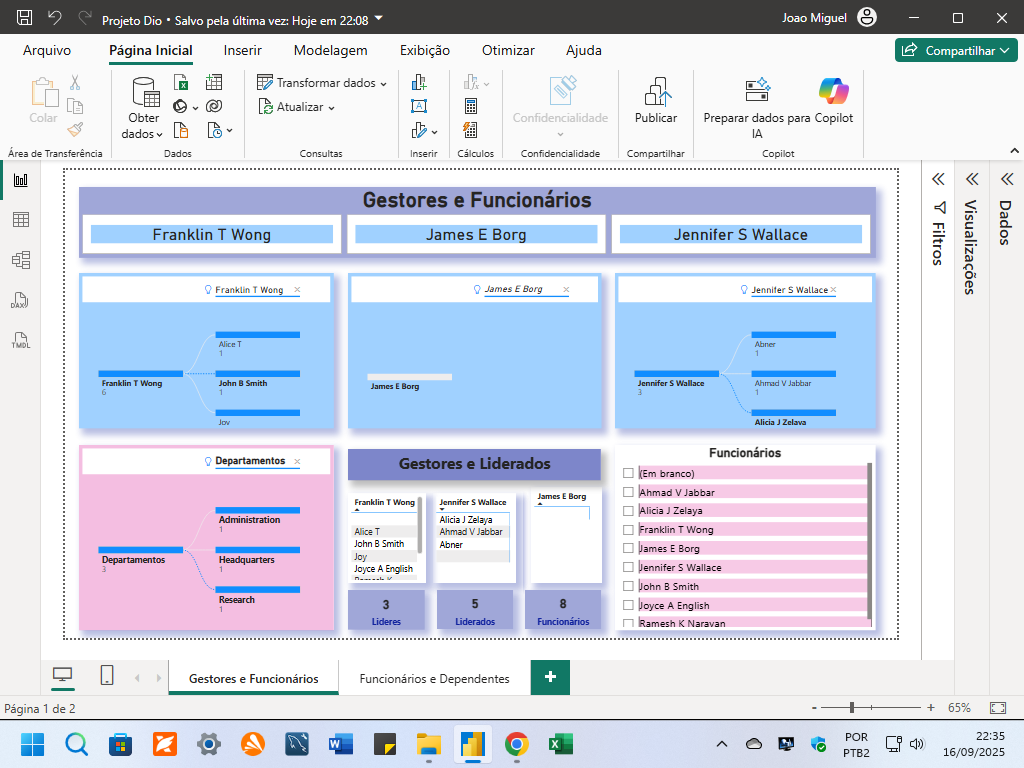 Projeto Dio • Salvo pela última vez: Hoje em 22:08
Joao Miguel
Arquivo
Página Inicial
Inserir
Modelagem
Exibição
Otimizar
Ajuda
Compartilhar
Colar
Obter
dados
Transformar dados
Atualizar
Confidencialidade
Publicar
Preparar dados para
IA
Copilot
Área de Transferência
Dados
Consultas
Inserir
Cálculos
Confidencialidade
Compartilhar
Copilot
DAX
TMDL
Gestores e Funcionários
Franklin T Wong
James E Borg
Jennifer S Wallace
Franklin T Wong
Alice T
1
Franklin T Wong
6
John B Smith
1
Joy
James E Borg
James E Borg
Jennifer S Wallace
Abner
1
Jennifer S Wallace
3
Ahmad V Jabbar
1
Alicia J Zelaya
Departamentos
Administration
1
Departamentos
3
Headquarters
1
Research
1
Gestores e Liderados
Franklin T Wong
Alice T
John B Smith
Joy
Joyce A English
Ramesh K
Jennifer S Wallace
Alicia J Zelaya
Ahmad V Jabbar
Abner
James E Borg
3
Lideres
5
Liderados
8
Funcionários
Funcionários
(Em branco)
Ahmad V Jabbar
Alicia J Zelaya
Franklin T Wong
James E Borg
Jennifer S Wallace
John B Smith
Joyce A English
Ramesh K Narayan
Filtros
Visualizações
Dados
Gestores e Funcionários
Funcionários e Dependentes
Página 1 de 2
65%
POR
PTB2
22:35
16/09/2025